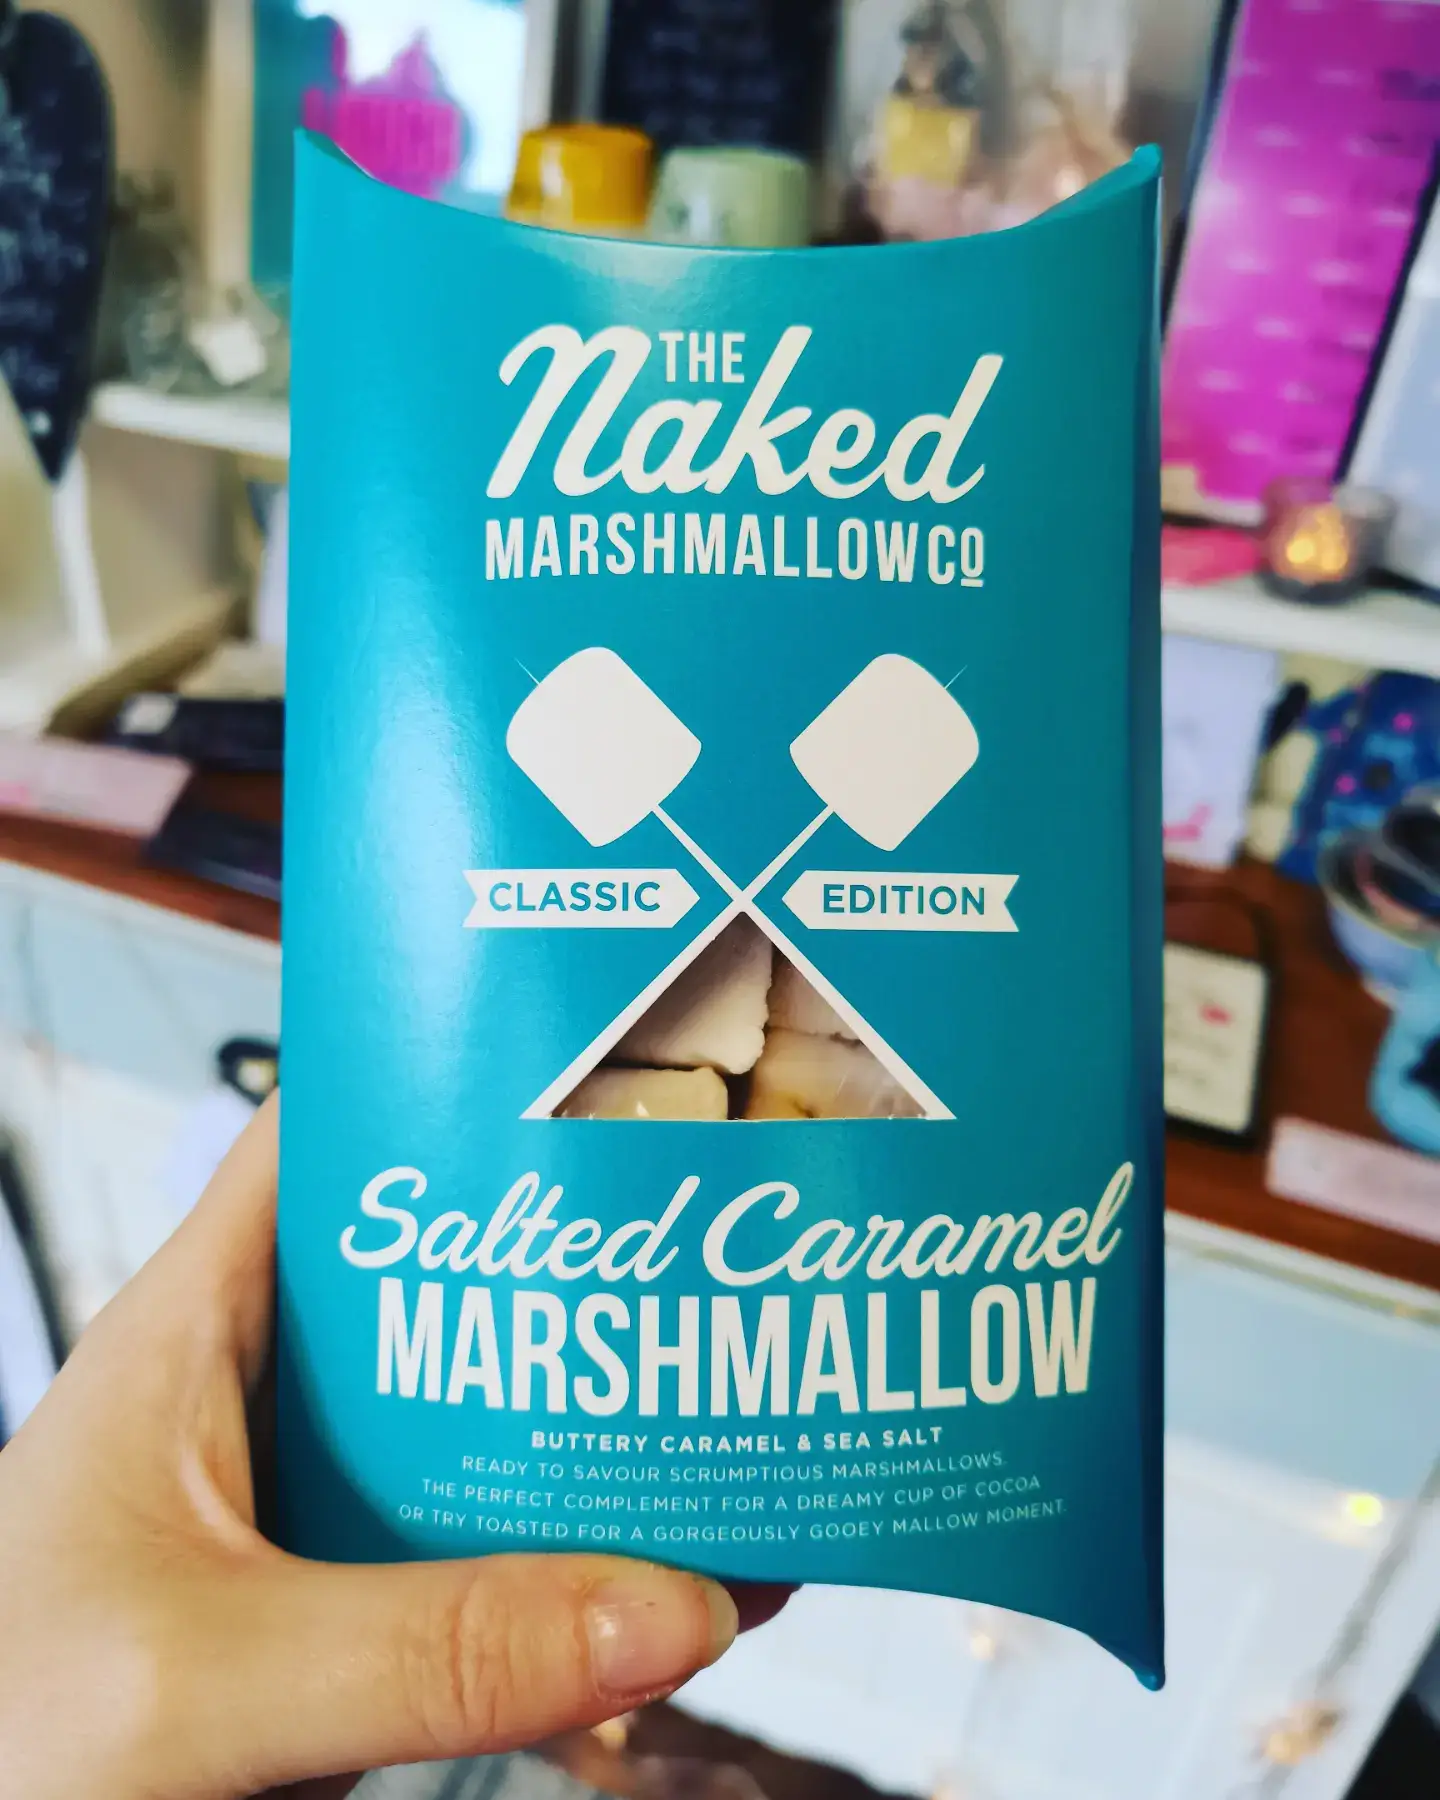 THE
Naked
MARSHMALLOW CO
CLASSIC EDITION
Salted Caramel
MARSHMALLOW
BUTTERY CARAMEL & SEA SALT
READY TO SAVOUR SCRUMPTIOUS MARSHMALLOWS.
THE PERFECT COMPLEMENT FOR A DREAMY CUP OF COCOA
OR TRY TOASTED FOR A GORGEOUSLY GOOEY MALLOW MOMENT.